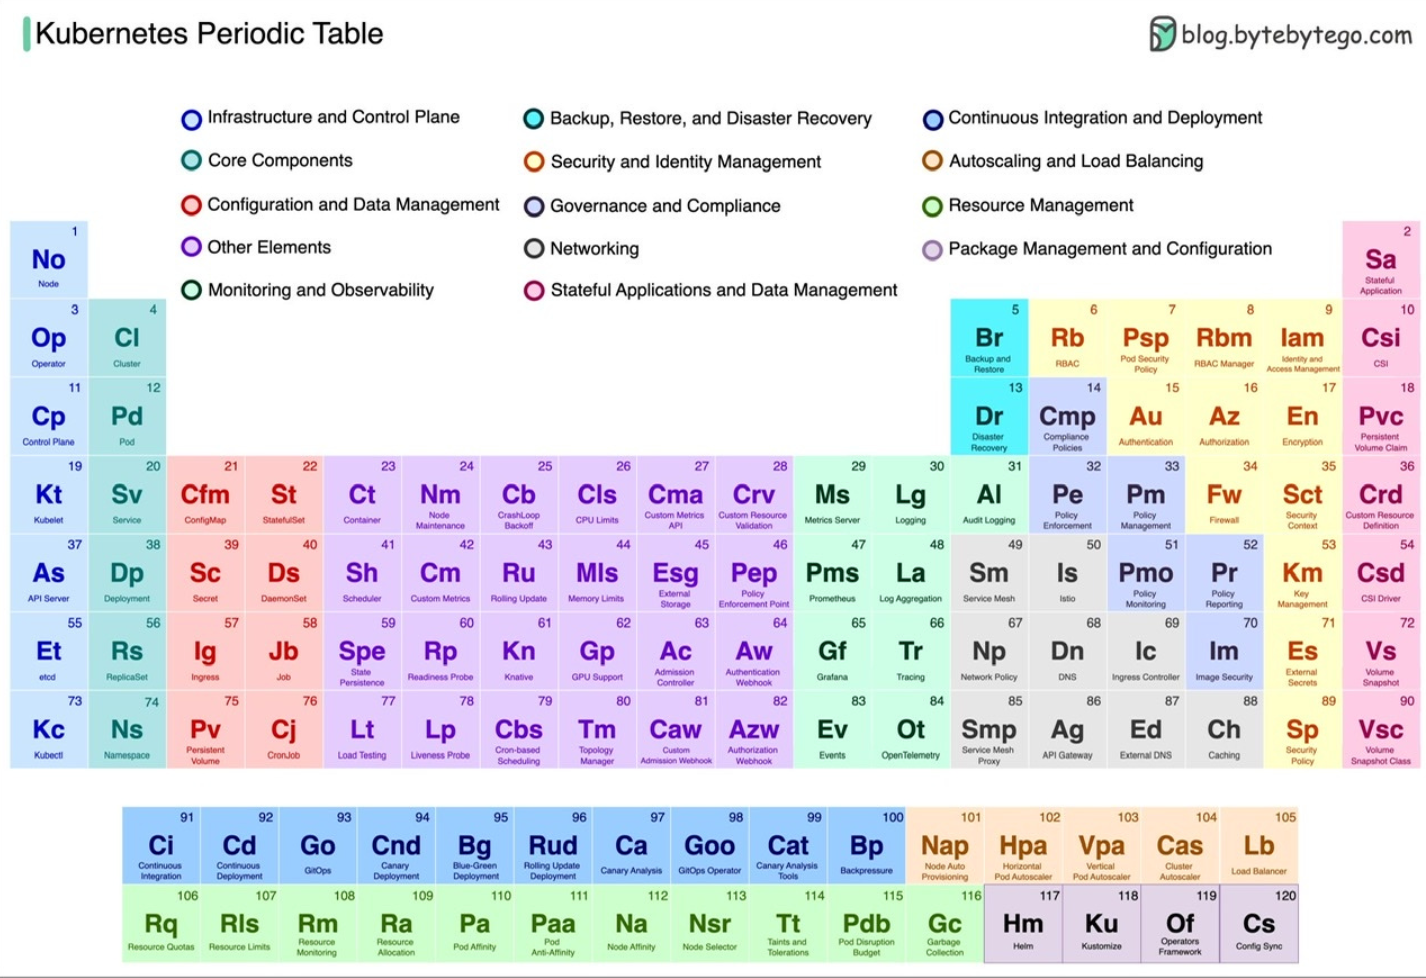 Kubernetes Periodic Table
blog.bytebytego.com
Infrastructure and Control Plane
Core Components
Configuration and Data Management
Other Elements
Monitoring and Observability
Backup, Restore, and Disaster Recovery
Security and Identity Management
Governance and Compliance
Networking
Stateful Applications and Data Management
Continuous Integration and Deployment
Autoscaling and Load Balancing
Resource Management
Package Management and Configuration
1
No
Node
2
Sa
Stateful
Application
3
Op
Operator
4
Cl
Cluster
5
Br
Backup and
Restore
6
Rb
RBAC
7
Psp
Pod Security
Policy
8
Rbm
RBAC Manager
9
Iam
Identity and
Access Management
10
Csi
CSI
11
Cp
Control Plane
12
Pd
Pod
13
Dr
Disaster
Recovery
14
Cmp
Compliance
Policies
15
Au
Authentication
16
Az
Authorization
17
En
Encryption
18
Pvc
Persistent
Volume Claim
19
Kt
Kubelet
20
Sv
Service
21
Cfm
ConfigMap
22
St
StatefulSet
23
Ct
Container
24
Nm
Node
Maintenance
25
Cb
CrashLoop
Backoff
26
Cls
CPU Limits
27
Cma
Custom Metrics
API
28
Crv
Custom Resource
Validation
29
Ms
Metrics Server
30
Lg
Logging
31
Al
Audit Logging
32
Pe
Policy
Enforcement
33
Pm
Policy
Management
34
Fw
Firewall
35
Sct
Security
Context
36
Crd
Custom Resource
Definition
37
As
API Server
38
Dp
Deployment
39
Sc
Secret
40
Ds
DaemonSet
41
Sh
Scheduler
42
Cm
Custom Metrics
43
Ru
Rolling Update
44
Mls
Memory Limits
45
Esg
External
Storage
46
Pep
Policy
Enforcement Point
47
Pms
Prometheus
48
La
Log Aggregation
49
Sm
Service Mesh
50
Is
Istio
51
Pmo
Policy
Monitoring
52
Pr
Policy
Reporting
53
Km
Key
Management
54
Csd
CSI Driver
55
Et
etcd
56
Rs
ReplicaSet
57
Ig
Ingress
58
Jb
Job
59
Spe
State
Persistence
60
Rp
Readiness Probe
61
Kn
Knative
62
Gp
GPU Support
63
Ac
Admission
Controller
64
Aw
Authentication
Webhook
65
Gf
Grafana
66
Tr
Tracing
67
Np
Network Policy
68
Dn
DNS
69
Ic
Ingress Controller
70
Im
Image Security
71
Es
External
Secrets
72
Vs
Volume
Snapshot
73
Kc
Kubectl
74
Ns
Namespace
75
Pv
Persistent
Volume
76
Cj
CronJob
77
Lt
Load Testing
78
Lp
Liveness Probe
79
Cbs
Cron-based
Scheduling
80
Tm
Topology
Manager
81
Caw
Custom
Admission Webhook
82
Azw
Authorization
Webhook
83
Ev
Events
84
Ot
OpenTelemetry
85
Smp
Service Mesh
Proxy
86
Ag
API Gateway
87
Ed
External DNS
88
Ch
Caching
89
Sp
Security
Policy
90
Vsc
Volume
Snapshot Class
91
Ci
Continuous
Integration
92
Cd
Continuous
Deployment
93
Go
GitOps
94
Cnd
Canary
Deployment
95
Bg
Blue-Green
Deployment
96
Rud
Rolling Update
Deployment
97
Ca
Canary Analysis
98
Goo
GitOps Operator
99
Cat
Canary Analysis
Tools
100
Bp
Backpressure
101
Nap
Node Auto
Provisioning
102
Hpa
Horizontal
Pod Autoscaler
103
Vpa
Vertical
Pod Autoscaler
104
Cas
Cluster
Autoscaler
105
Lb
Load Balancer
106
Rq
Resource Quotas
107
Rls
Resource Limits
108
Rm
Resource
Monitoring
109
Ra
Resource
Allocation
110
Pa
Pod Affinity
111
Paa
Pod
Anti-Affinity
112
Na
Node Affinity
113
Nsr
Node Selector
114
Tt
Taints and
Tolerations
115
Pdb
Pod Disruption
Budget
116
Gc
Garbage
Collection
117
Hm
Helm
118
Ku
Kustomize
119
Of
Operators
Framework
120
Cs
Config Sync